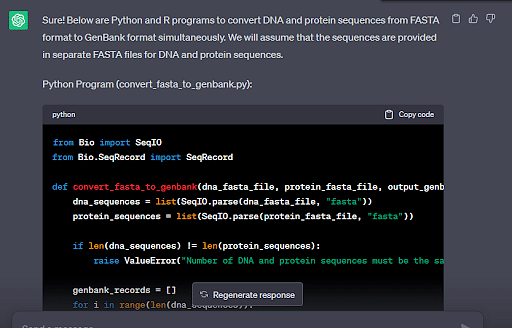 Sure! Below are Python and R programs to convert DNA and protein sequences from FASTA
format to GenBank format simultaneously. We will assume that the sequences are provided
in separate FASTA files for DNA and protein sequences.
Python Program (convert_fasta_to_genbank.py):
python Copy code
from Bio import SeqIO
from Bio.SeqRecord import SeqRecord
def convert_fasta_to_genbank(dna_fasta_file, protein_fasta_file, output_genb
dna_sequences = list(SeqIO.parse(dna_fasta_file, "fasta"))
protein_sequences = list(SeqIO.parse(protein_fasta_file, "fasta"))
if len(dna_sequences) != len(protein_sequences):
raise ValueError("Number of DNA and protein sequences must be the sa
genbank_records = []
Regenerate response
for i in range(len(dna_sequences)):
Send a message